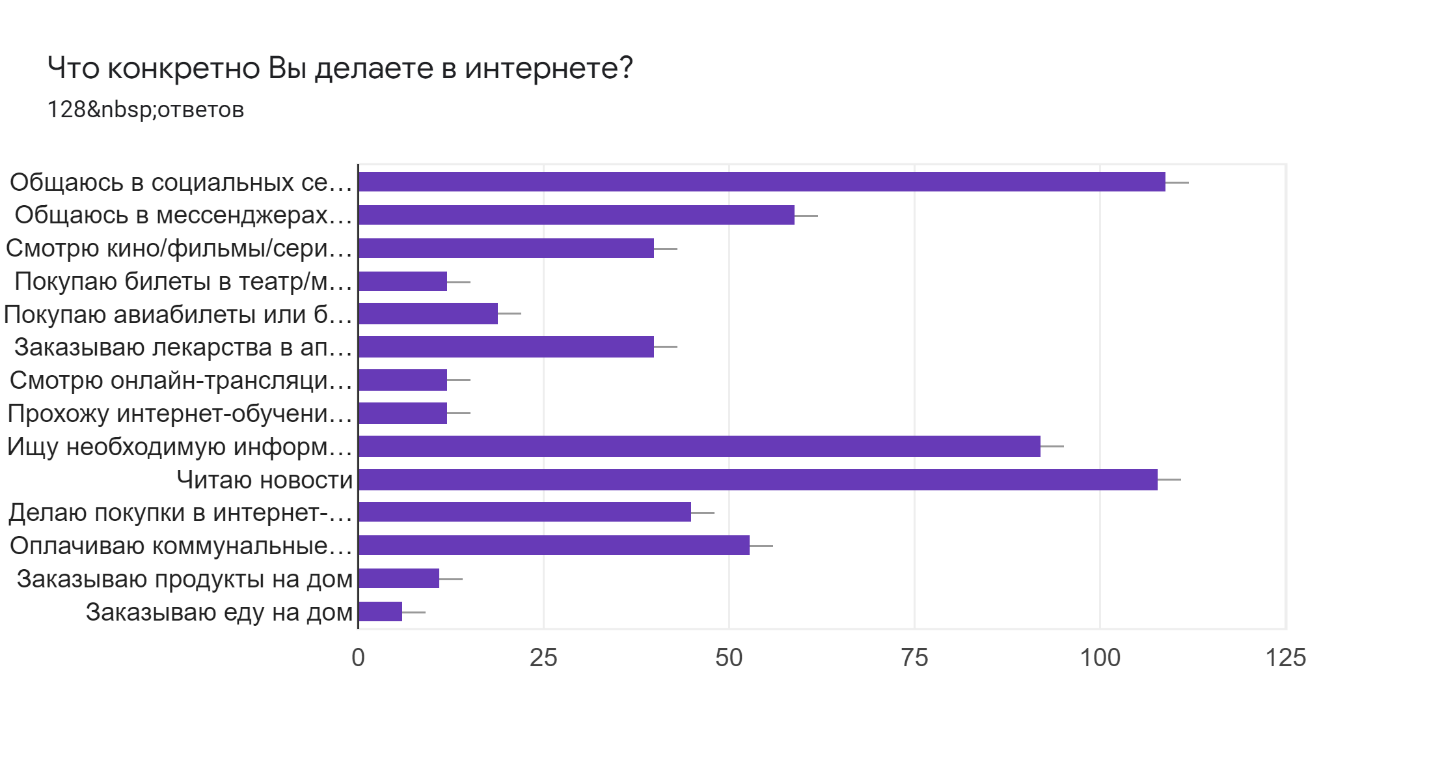 Что конкретно Вы делаете в интернете?
128&nbsp;ответов
Общаюсь в социальных се…
Общаюсь в мессенджерах…
Смотрю кино/фильмы/сери…
Покупаю билеты в театр/м…
Покупаю авиабилеты или б…
Заказываю лекарства в ап…
Смотрю онлайн-трансляци…
Прохожу интернет-обучени…
Ищу необходимую информ…
Читаю новости
Делаю покупки в интернет-…
Оплачиваю коммунальные…
Заказываю продукты на дом
Заказываю еду на дом
0 25 50 75 100 125